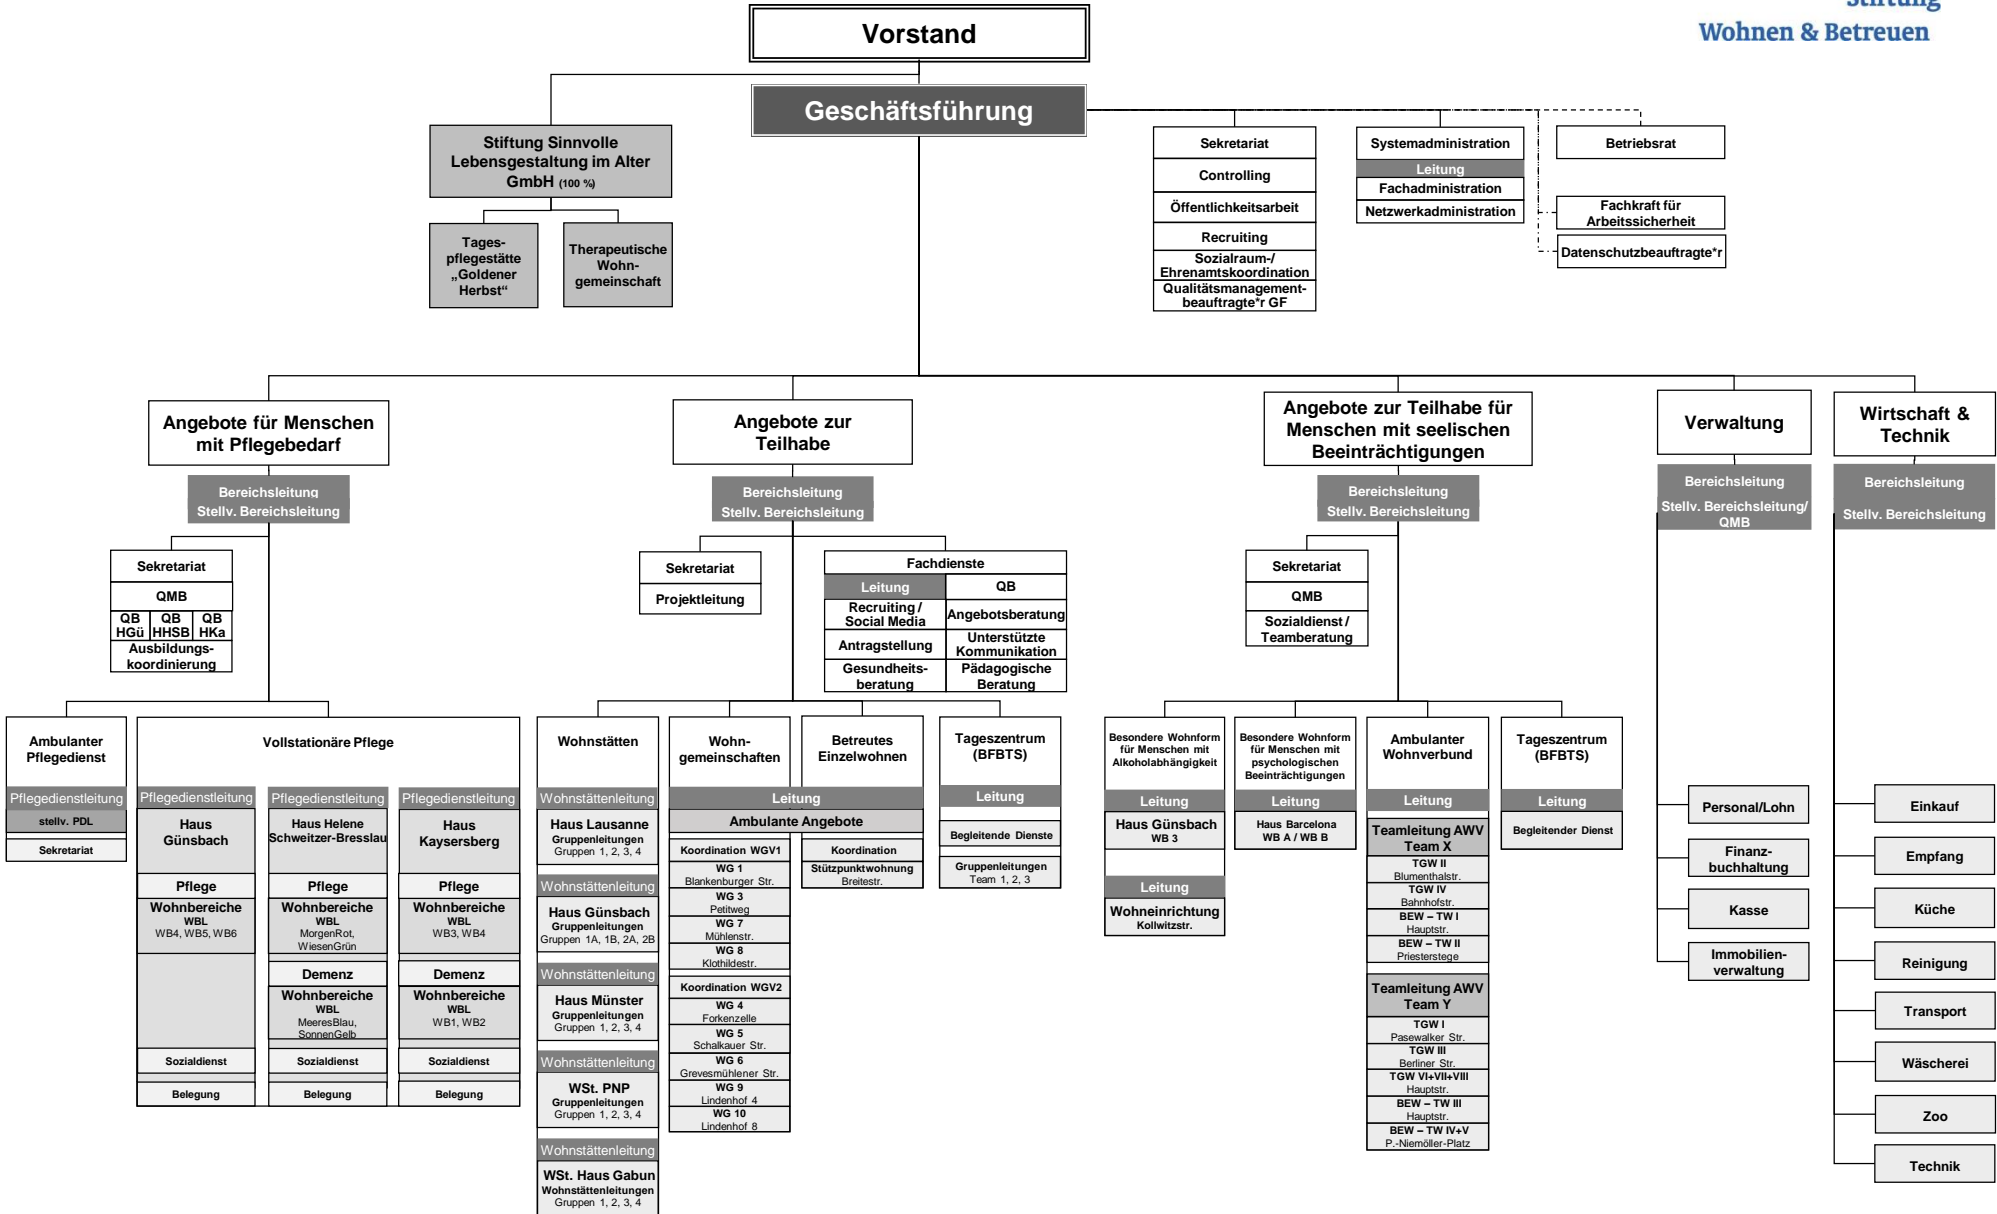 Stiftung
Wohnen & Betreuen
Vorstand
Geschäftsführung
Stiftung Sinnvolle
Lebensgestaltung im Alter
GmbH (100 %)
Tages-
pflegestätte
„Goldener
Herbst“
Therapeutische
Wohn-
gemeinschaft
Sekretariat
Controlling
Öffentlichkeitsarbeit
Recruiting
Sozialraum-/
Ehrenamtskoordination
Qualitätsmanagement-
beauftragte*r GF
Systemadministration
Leitung
Fachadministration
Netzwerkadministration
Betriebsrat
Fachkraft für
Arbeitssicherheit
Datenschutzbeauftragte*r
Angebote für Menschen
mit Pflegebedarf
Bereichsleitung
Stellv. Bereichsleitung
Sekretariat
QMB
QB
HGü
QB
HHSB
QB
HKa
Ausbildungs-
koordinierung
Ambulanter
Pflegedienst
Pflegedienstleitung
stellv. PDL
Sekretariat
Vollstationäre Pflege
Pflegedienstleitung
Haus
Günsbach
Pflege
Wohnbereiche
WBL
WB4, WB5, WB6
Sozialdienst
Belegung
Pflegedienstleitung
Haus Helene
Schweitzer-Bresslau
Pflege
Wohnbereiche
WBL
MorgenRot,
WiesenGrün
Demenz
Wohnbereiche
WBL
MeeresBlau,
SonnenGelb
Sozialdienst
Belegung
Pflegedienstleitung
Haus
Kaysersberg
Pflege
Wohnbereiche
WBL
WB3, WB4
Demenz
Wohnbereiche
WBL
WB1, WB2
Sozialdienst
Belegung
Angebote zur
Teilhabe
Bereichsleitung
Stellv. Bereichsleitung
Sekretariat
Projektleitung
Fachdienste
Leitung
QB
Recruiting /
Social Media
Angebotsberatung
Antragstellung
Unterstützte
Kommunikation
Gesundheits-
beratung
Pädagogische
Beratung
Wohnstätten
Wohnstättenleitung
Haus Lausanne
Gruppenleitungen
Gruppen 1, 2, 3, 4
Wohnstättenleitung
Haus Günsbach
Gruppenleitungen
Gruppen 1A, 1B, 2A, 2B
Wohnstättenleitung
Haus Münster
Gruppenleitungen
Gruppen 1, 2, 3, 4
Wohnstättenleitung
WSt. PNP
Gruppenleitungen
Gruppen 1, 2, 3, 4
Wohnstättenleitung
WSt. Haus Gabun
Wohnstättenleitungen
Gruppen 1, 2, 3, 4
Wohn-
gemeinschaften
Betreutes
Einzelwohnen
Leitung
Ambulante Angebote
Koordination WGV1
WG 1
Blankenburger Str.
WG 3
Petitweg
WG 7
Mühlenstr.
WG 8
Klothildestr.
Koordination WGV2
WG 4
Forkenzelle
WG 5
Schalkauer Str.
WG 6
Grevesmühlener Str.
WG 9
Lindenhof 4
WG 10
Lindenhof 8
Koordination
Stützpunktwohnung
Breitestr.
Tageszentrum
(BFBTS)
Leitung
Begleitende Dienste
Gruppenleitungen
Team 1, 2, 3
Angebote zur Teilhabe für
Menschen mit seelischen
Beeinträchtigungen
Bereichsleitung
Stellv. Bereichsleitung
Sekretariat
QMB
Sozialdienst /
Teamberatung
Besondere Wohnform
für Menschen mit
Alkoholabhängigkeit
Leitung
Haus Günsbach
WB 3
Leitung
Wohneinrichtung
Kollwitzstr.
Besondere Wohnform
für Menschen mit
psychologischen
Beeinträchtigungen
Leitung
Haus Barcelona
WB A / WB B
Ambulanter
Wohnverbund
Leitung
Teamleitung AWV
Team X
TGW II
Blumenthalstr.
TGW IV
Bahnhofstr.
BEW – TW I
Hauptstr.
BEW – TW II
Priesterstege
Teamleitung AWV
Team Y
TGW I
Pasewalker Str.
TGW III
Berliner Str.
TGW VI+VII+VIII
Hauptstr.
BEW – TW III
Hauptstr.
BEW – TW IV+V
P.-Niemöller-Platz
Tageszentrum
(BFBTS)
Leitung
Begleitender Dienst
Verwaltung
Bereichsleitung
Stellv. Bereichsleitung/
QMB
Personal/Lohn
Finanz-
buchhaltung
Kasse
Immobilien-
verwaltung
Wirtschaft &
Technik
Bereichsleitung
Stellv. Bereichsleitung
Einkauf
Empfang
Küche
Reinigung
Transport
Wäscherei
Zoo
Technik